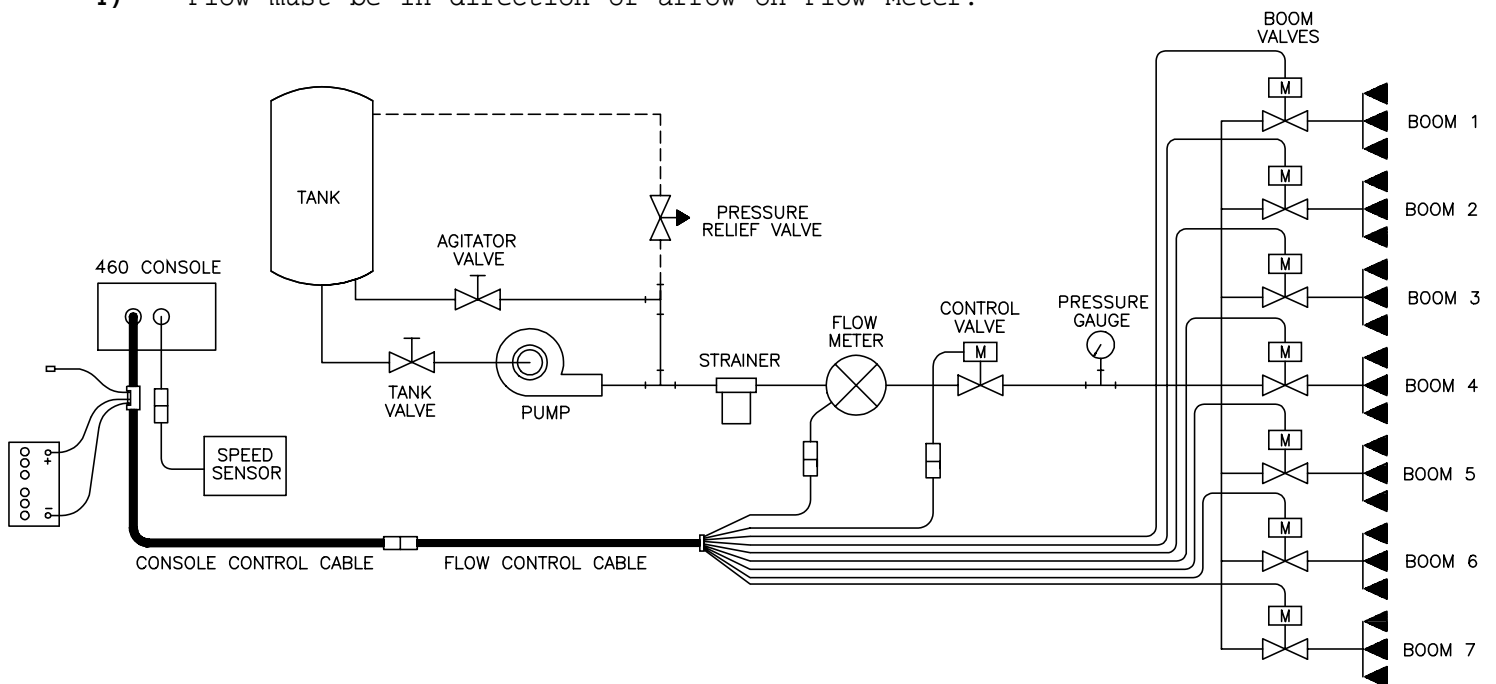 1) Flow must be in direction of arrow on Flow Meter.
BOOM
VALVES
M
BOOM 1
M
BOOM 2
M
BOOM 3
M
BOOM 4
M
BOOM 5
M
BOOM 6
M
BOOM 7
TANK
PRESSURE
RELIEF VALVE
AGITATOR
VALVE
460 CONSOLE
TANK
VALVE
PUMP
STRAINER
FLOW
METER
CONTROL
VALVE
M
PRESSURE
GAUGE
SPEED
SENSOR
+
-
CONSOLE CONTROL CABLE
FLOW CONTROL CABLE